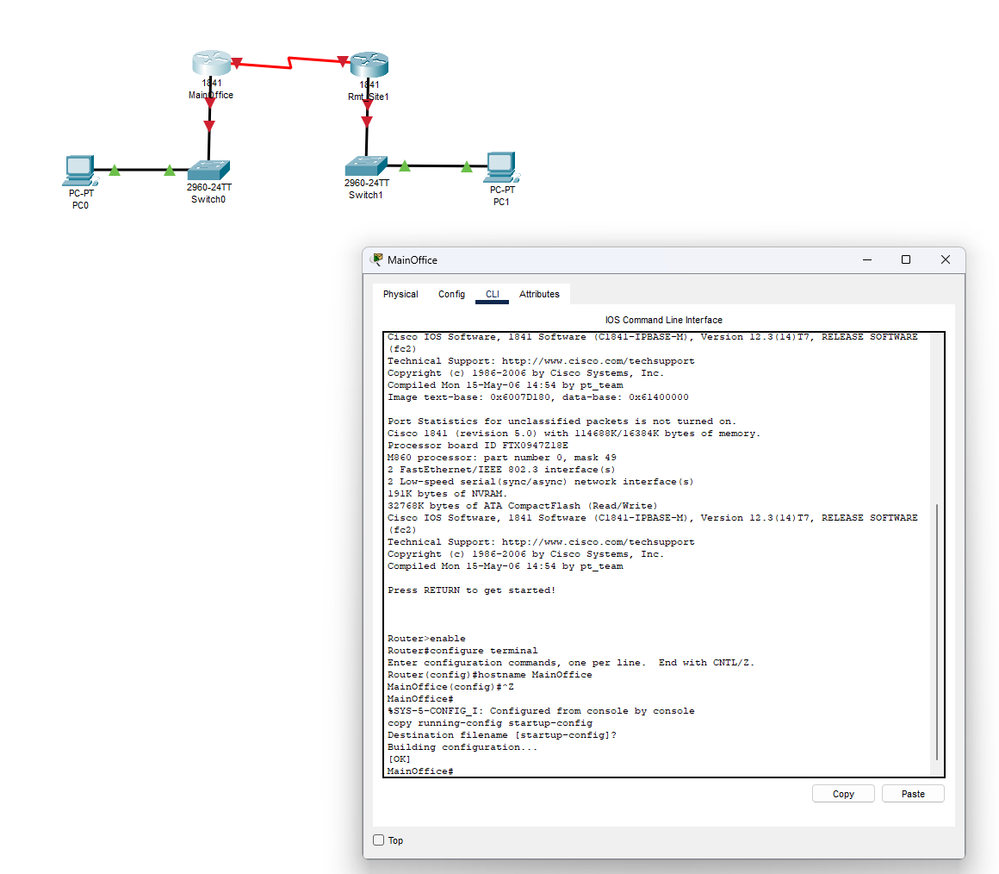 1841
MainOffice
1841
Rmt_Site1
PC-PT
PC0
2960-24TT
Switch0
2960-24TT
Switch1
PC-PT
PC1
MainOffice
Physical Config CLI Attributes
IOS Command Line Interface
Cisco IOS Software, 1841 Software (C1841-IPBASE-M), Version 12.3(14)T7, RELEASE SOFTWARE
(fc2)
Technical Support: http://www.cisco.com/techsupport
Copyright (c) 1986-2006 by Cisco Systems, Inc.
Compiled Mon 15-May-06 14:54 by pt_team
Image text-base: 0x6007D180, data-base: 0x61400000
Port Statistics for unclassified packets is not turned on.
Cisco 1841 (revision 5.0) with 114688K/16384K bytes of memory.
Processor board ID FTX0947Z18E
M860 processor: part number 0, mask 49
2 FastEthernet/IEEE 802.3 interface(s)
2 Low-speed serial(sync/async) network interface(s)
191K bytes of NVRAM.
32768K bytes of ATA CompactFlash (Read/Write)
Cisco IOS Software, 1841 Software (C1841-IPBASE-M), Version 12.3(14)T7, RELEASE SOFTWARE
(fc2)
Technical Support: http://www.cisco.com/techsupport
Copyright (c) 1986-2006 by Cisco Systems, Inc.
Compiled Mon 15-May-06 14:54 by pt_team
Press RETURN to get started!
Router>enable
Router#configure terminal
Enter configuration commands, one per line.  End with CNTL/Z.
Router(config)#hostname MainOffice
MainOffice(config)#^Z
MainOffice#
%SYS-5-CONFIG_I: Configured from console by console
copy running-config startup-config
Destination filename [startup-config]?
Building configuration...
[OK]
MainOffice#
Copy Paste
Top